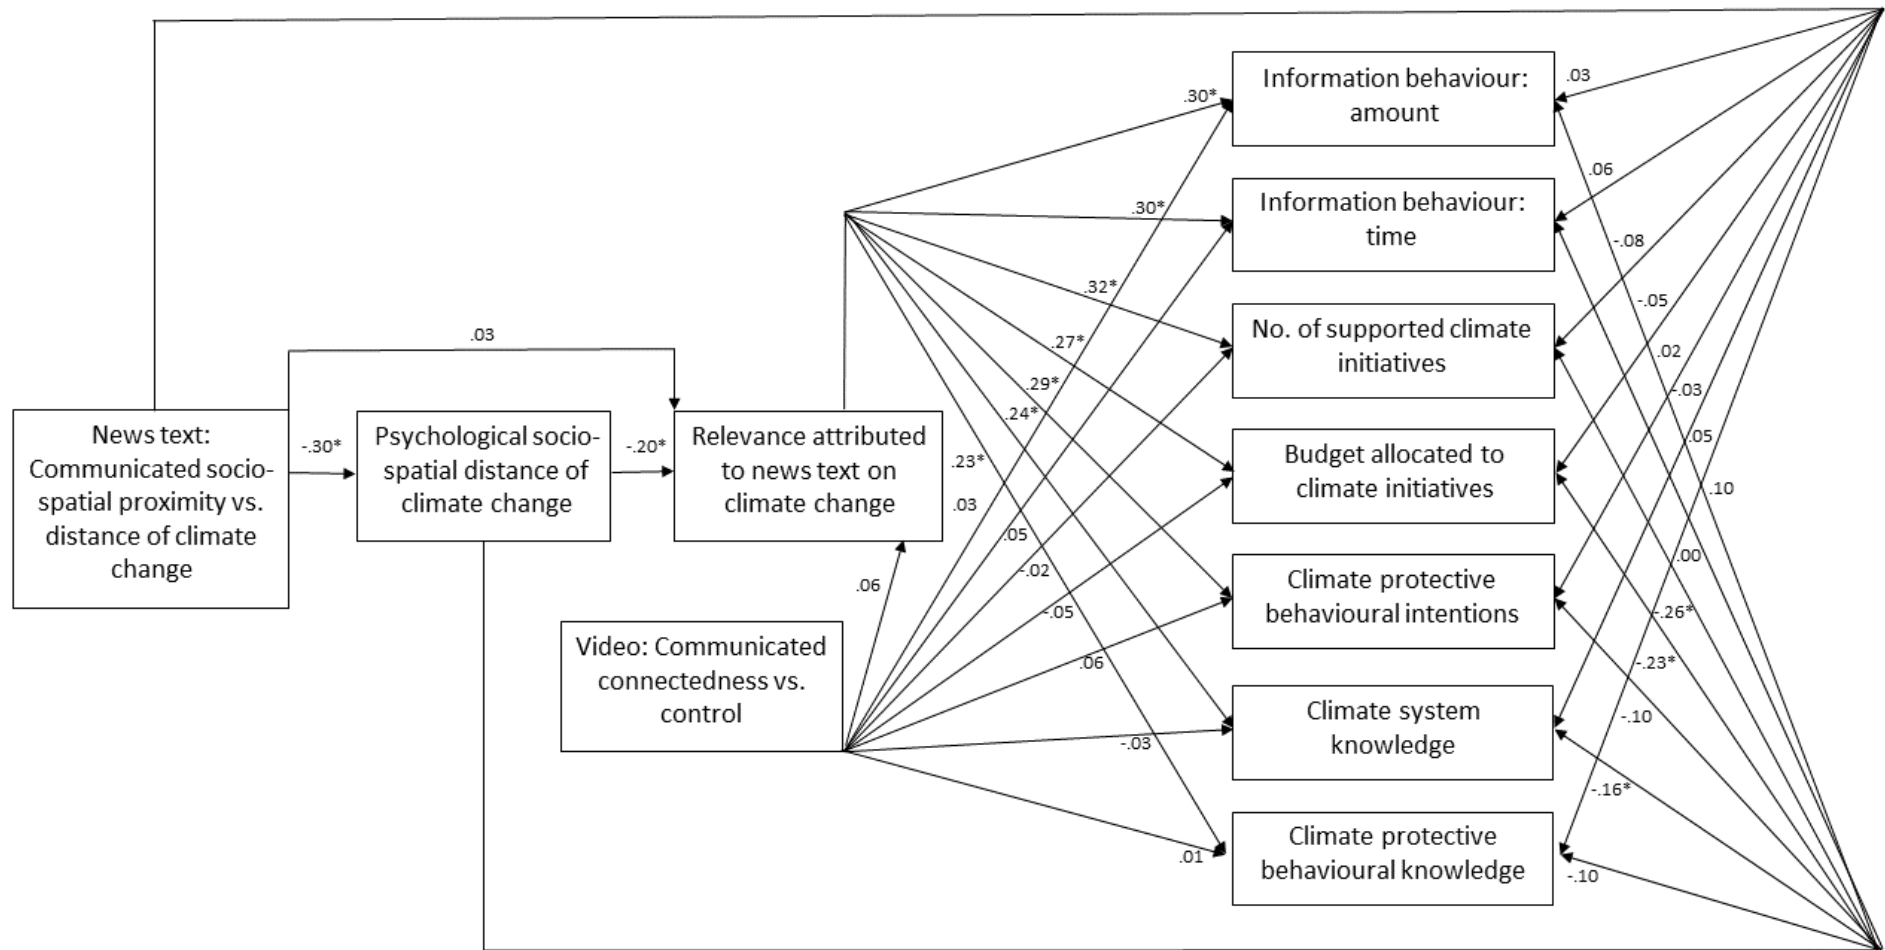 .03
-.30*
-.20*
News text:
Communicated socio-
spatial proximity vs.
distance of climate
change
Psychological socio-
spatial distance of
climate change
Relevance attributed
to news text on
climate change
Video: Communicated
connectedness vs.
control
.06
.30*
.30*
.32*
.27*
.29*
.24*
.23*
.03
.05
-.02
-.05
.06
-.03
.01
Information behaviour:
amount
Information behaviour:
time
No. of supported climate
initiatives
Budget allocated to
climate initiatives
Climate protective
behavioural intentions
Climate system
knowledge
Climate protective
behavioural knowledge
.03
.06
-.08
-.05
.02
-.03
.05
.10
.00
-.26*
-.23*
-.10
-.16*
-.10